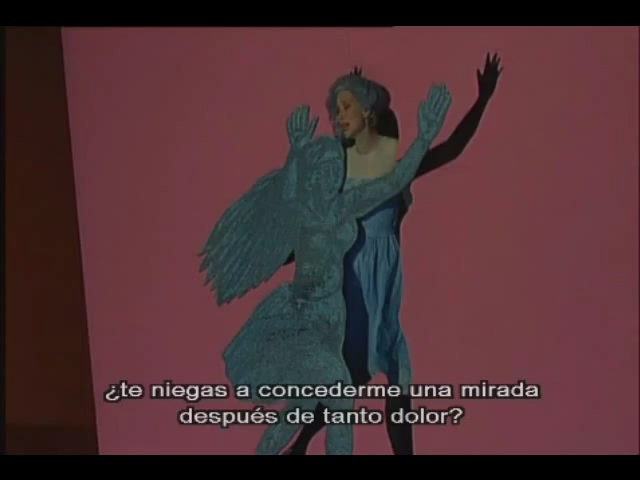 ¿te niegas a concederme una mirada
después de tanto dolor?